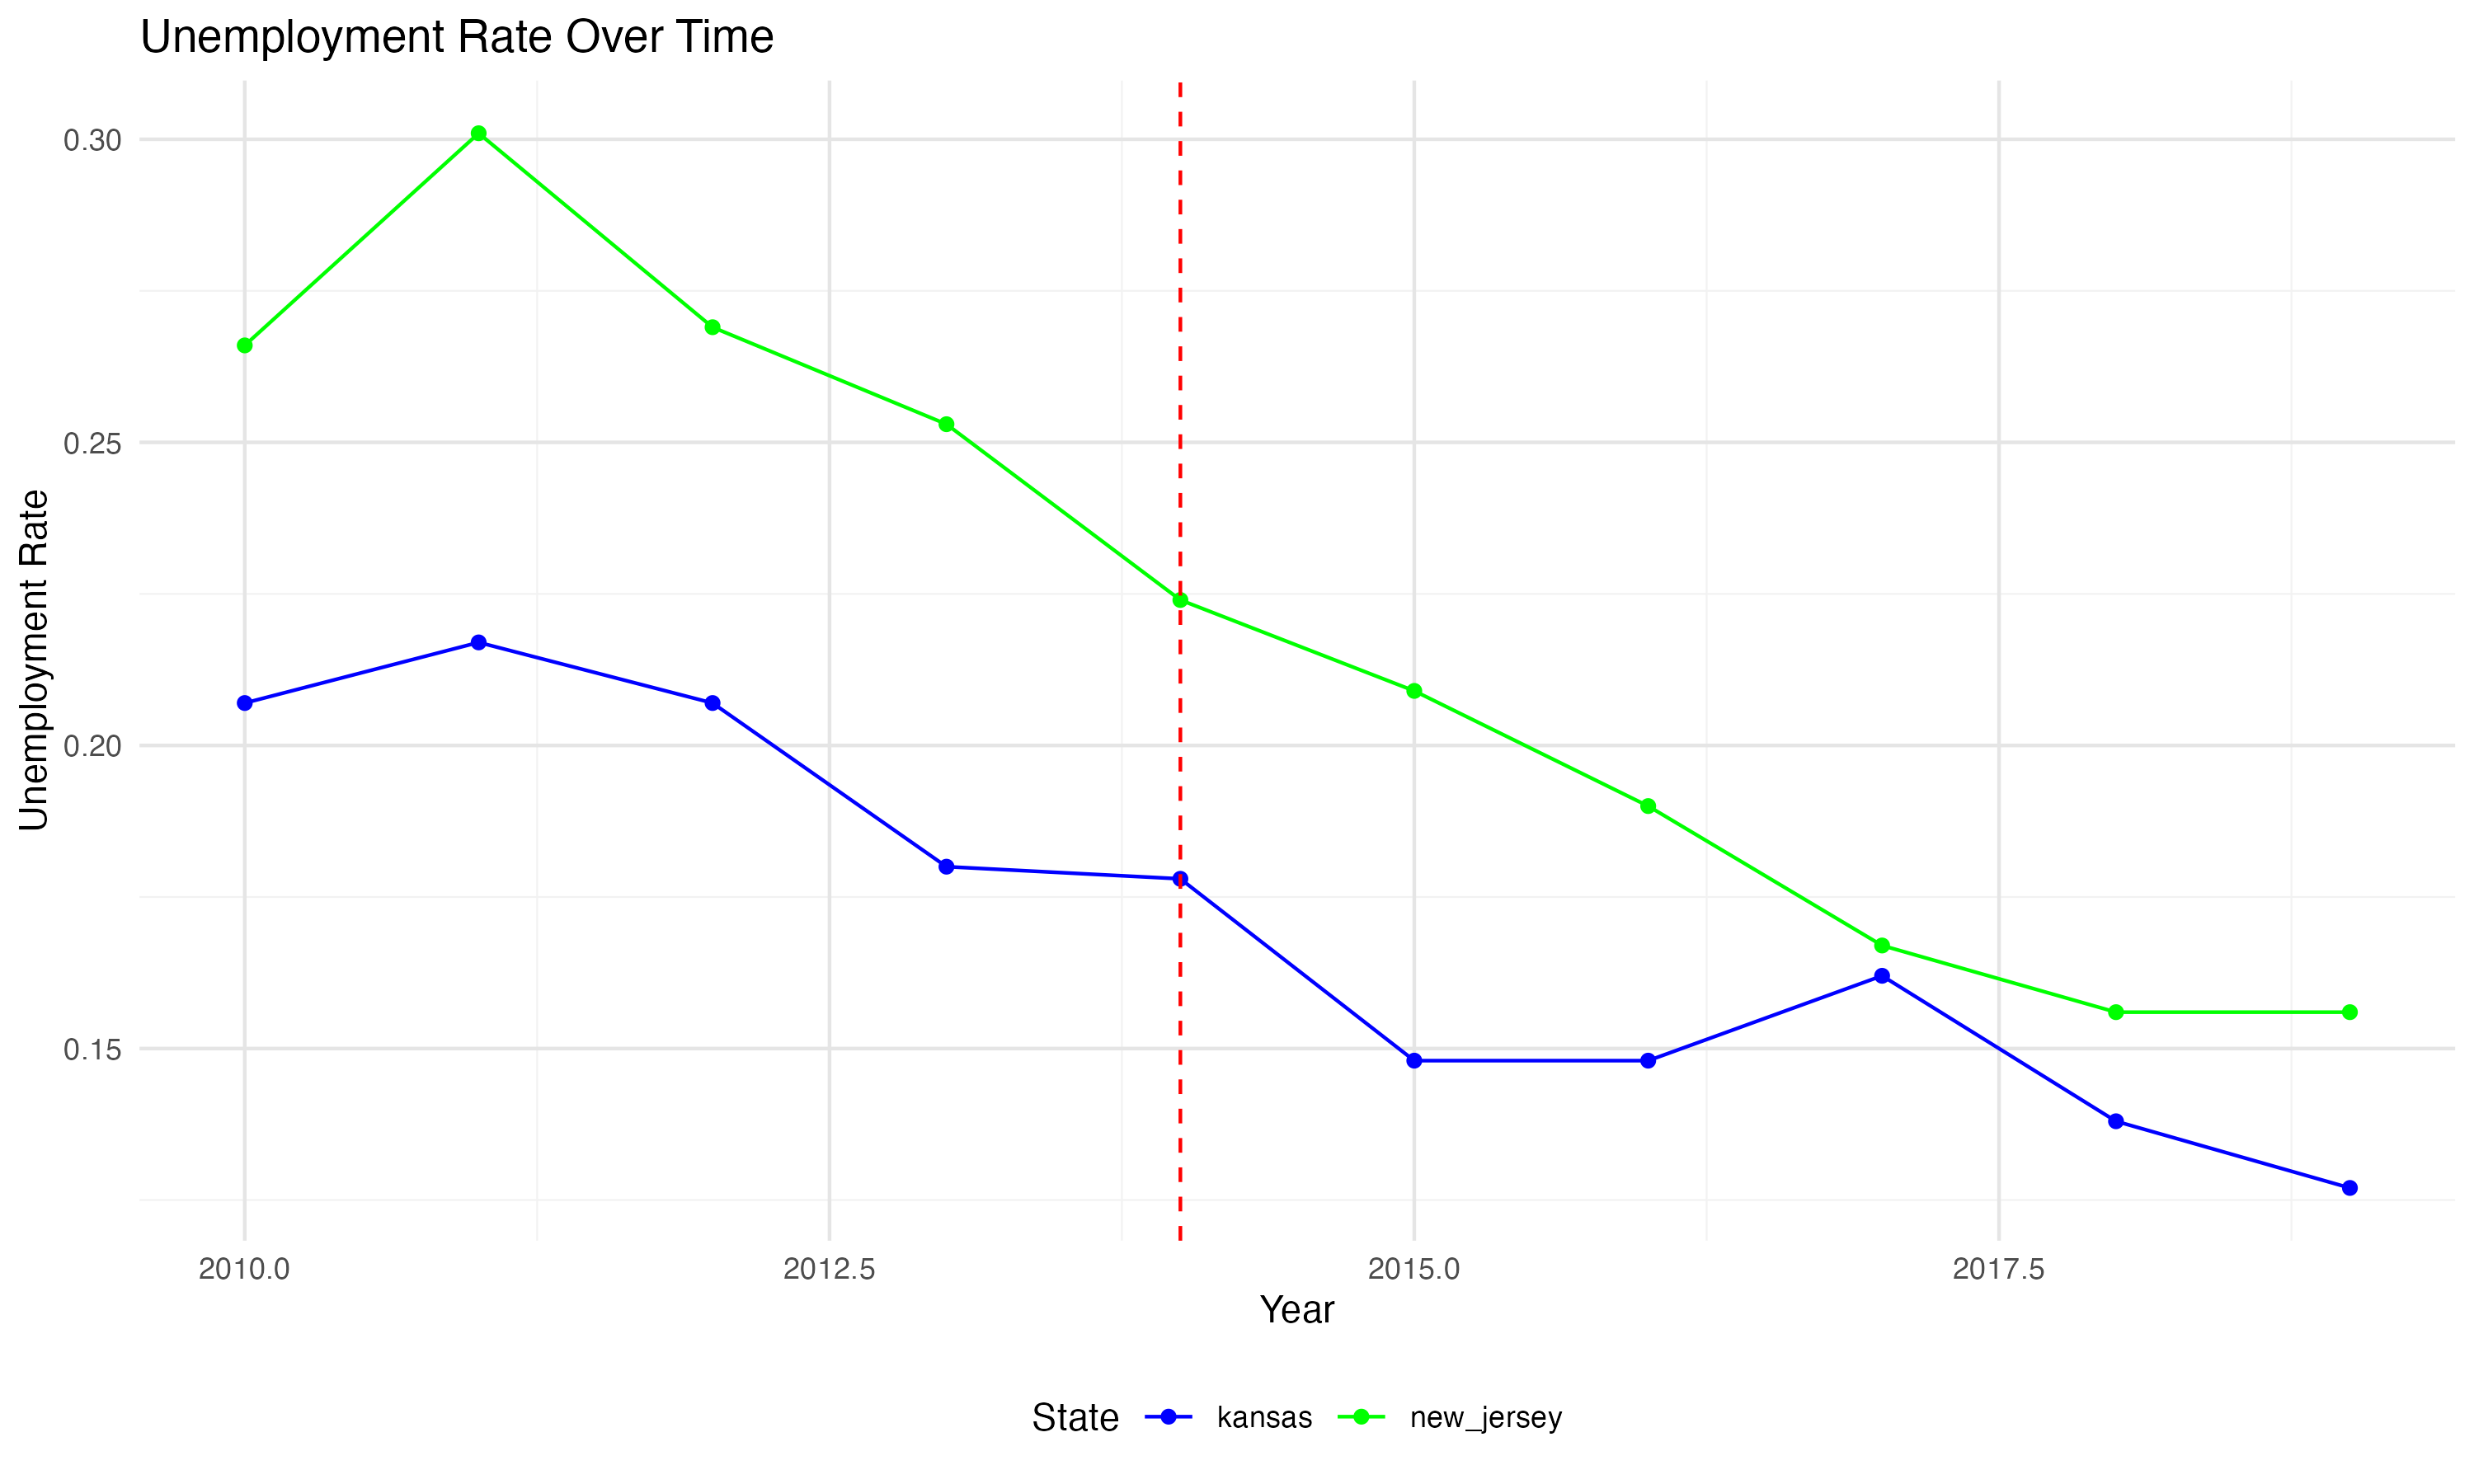 Unemployment Rate Over Time
Unemployment Rate
0.30
0.25
0.20
0.15
2010.0 2012.5 2015.0 2017.5
Year
State kansas new_jersey